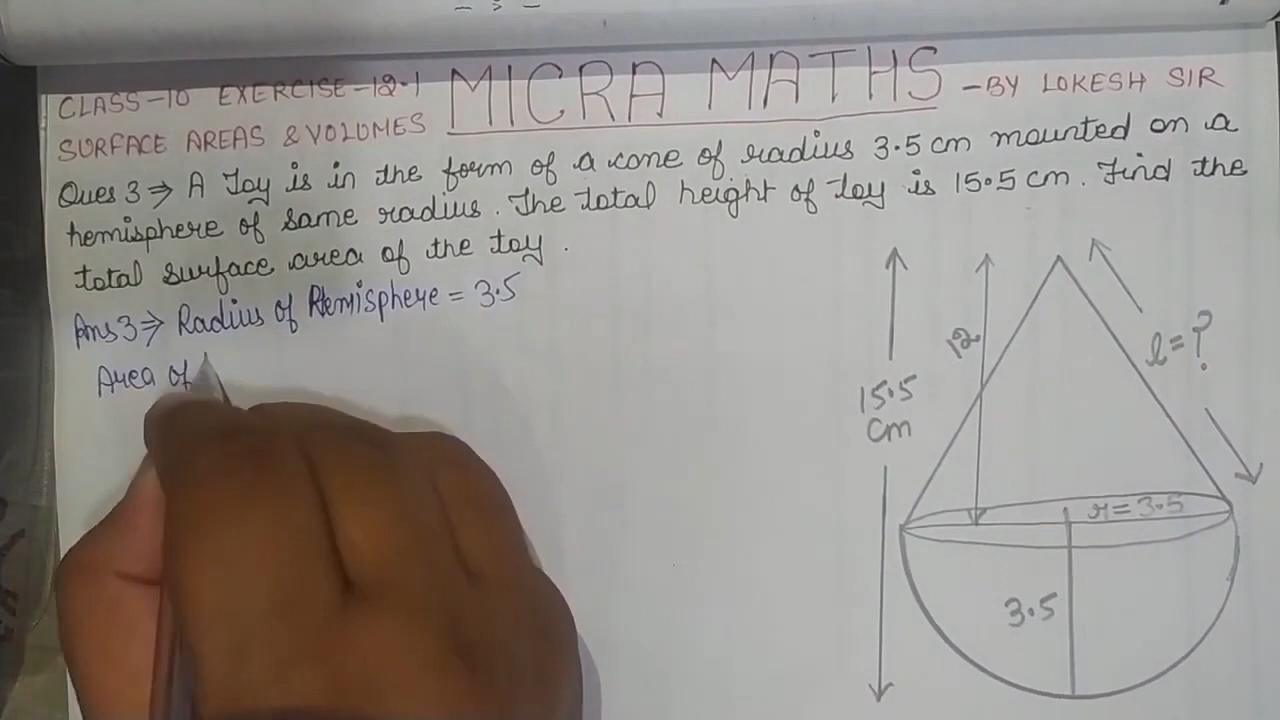 CLASS-10 EXERCISE-12.1 MICRA MATHS -BY LOKESH SIR
SURFACE AREAS & VOLUMES
Ques 3 ⇒ A Toy is in the form of a cone of radius 3.5 cm mounted on a
hemisphere of same radius. The total height of toy is 15.5 cm. Find the
total surface area of the toy.
Ans 3 ⇒ Radius of Hemisphere = 3.5
Area of
12
l = ?
15.5
cm
r = 3.5
3.5